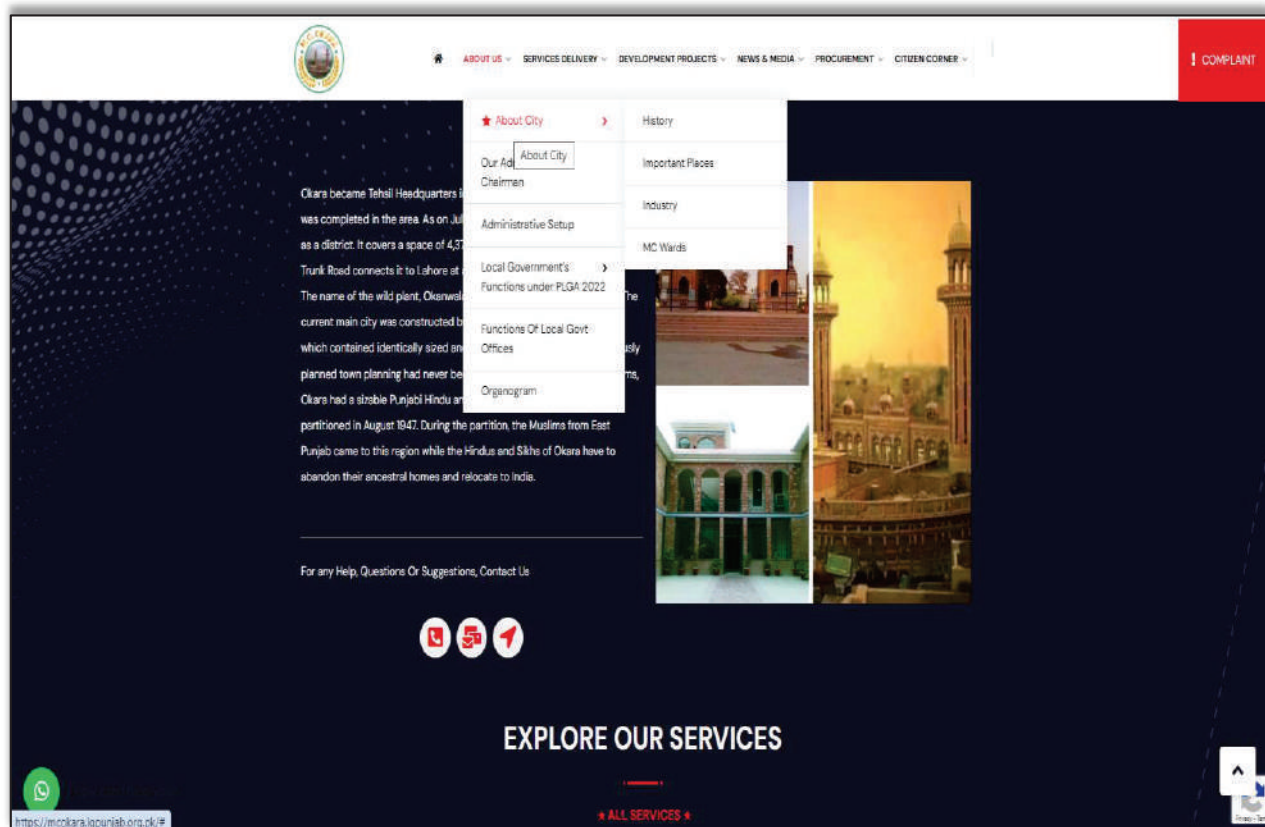 M.C. OKARA
ABOUT US SERVICES DELIVERY DEVELOPMENT PROJECTS NEWS & MEDIA PROCUREMENT CITIZEN CORNER
! COMPLAINT
About City
History
About City
Our Ad
Chairman
Important Places
Industry
Administrative Setup
MC Wards
Local Government's
Functions under PLGA 2022
Functions Of Local Govt
Offices
Organogram
Okara became Tehsil Headquarters i
was completed in the area. As on Jul
as a district. It covers a space of 4,37
Trunk Road connects it to Lahore at
The name of the wild plant, Okanwal he
current main city was constructed b
which contained identically sized an usly
planned town planning had never be ms,
Okara had a sizable Punjabi Hindu an
partitioned in August 1947. During the partition, the Muslims from East
Punjab came to this region while the Hindus and Sikhs of Okara have to
abandon their ancestral homes and relocate to India.
For any Help, Questions Or Suggestions, Contact Us
EXPLORE OUR SERVICES
★ ALL SERVICES ★
https://mcokara.lgpunjab.org.pk/#